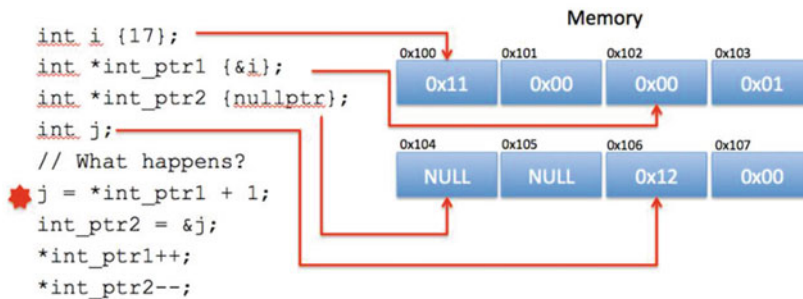 Memory
int i {17};
int *int_ptr1 {&i};
int *int_ptr2 {nullptr};
int j;
// What happens?
j = *int_ptr1 + 1;
int_ptr2 = &j;
*int_ptr1++;
*int_ptr2--;
0x100 0x101 0x102 0x103
0x11 0x00 0x00 0x01
0x104 0x105 0x106 0x107
NULL NULL 0x12 0x00